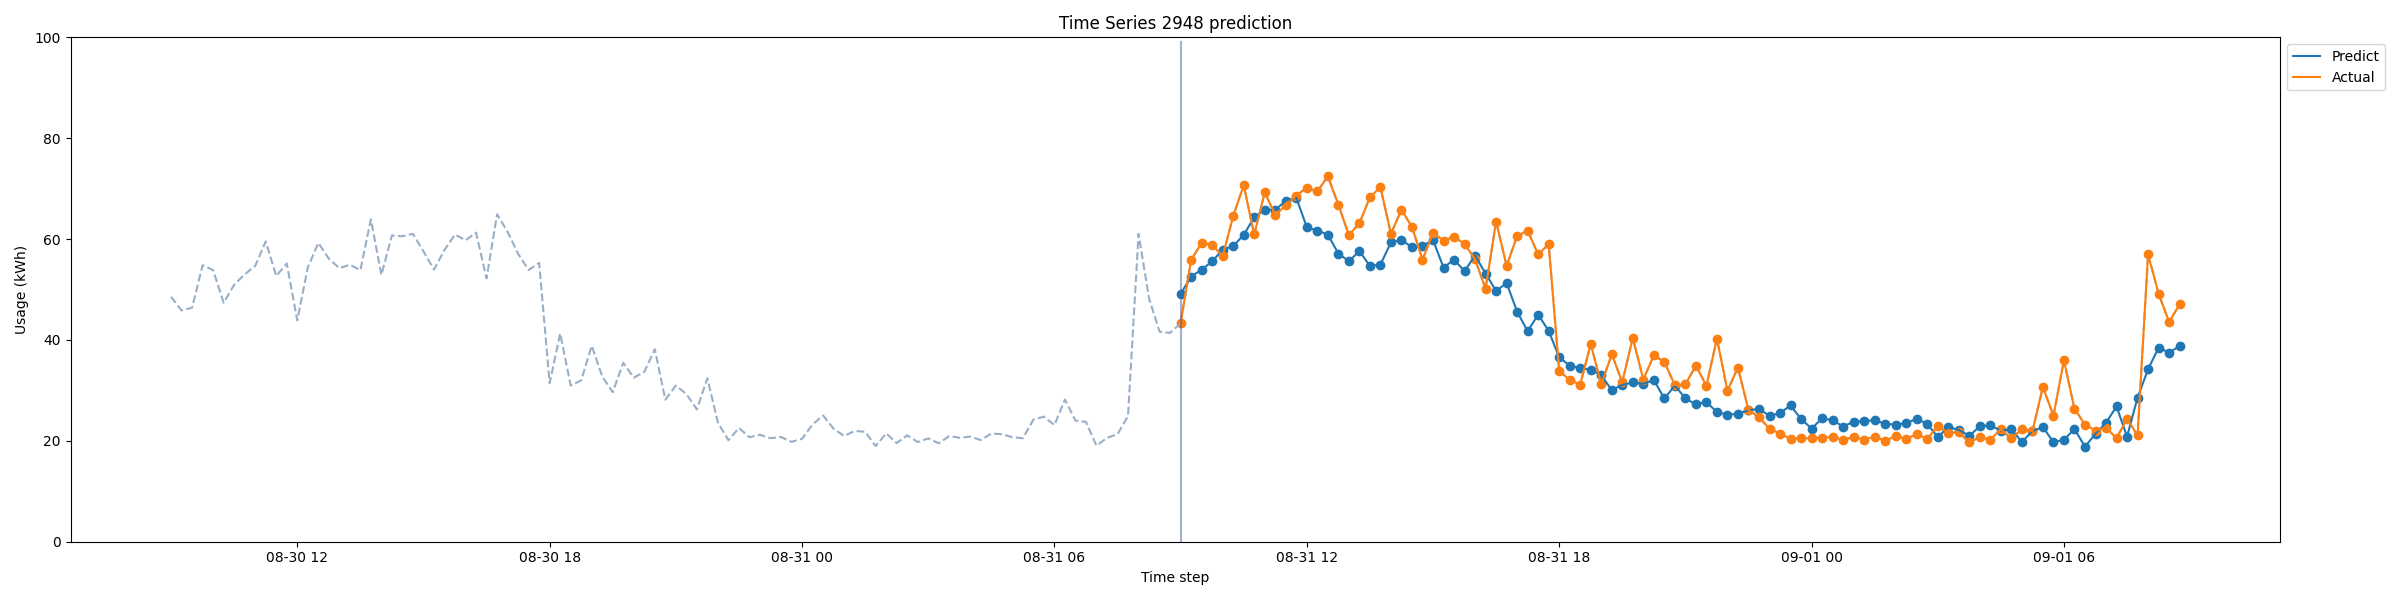 Time Series 2948 prediction
Predict
Actual
Usage (kWh)
100
80
60
40
20
0
08-30 12
08-30 18
08-31 00
08-31 06
08-31 12
08-31 18
09-01 00
09-01 06
Time step